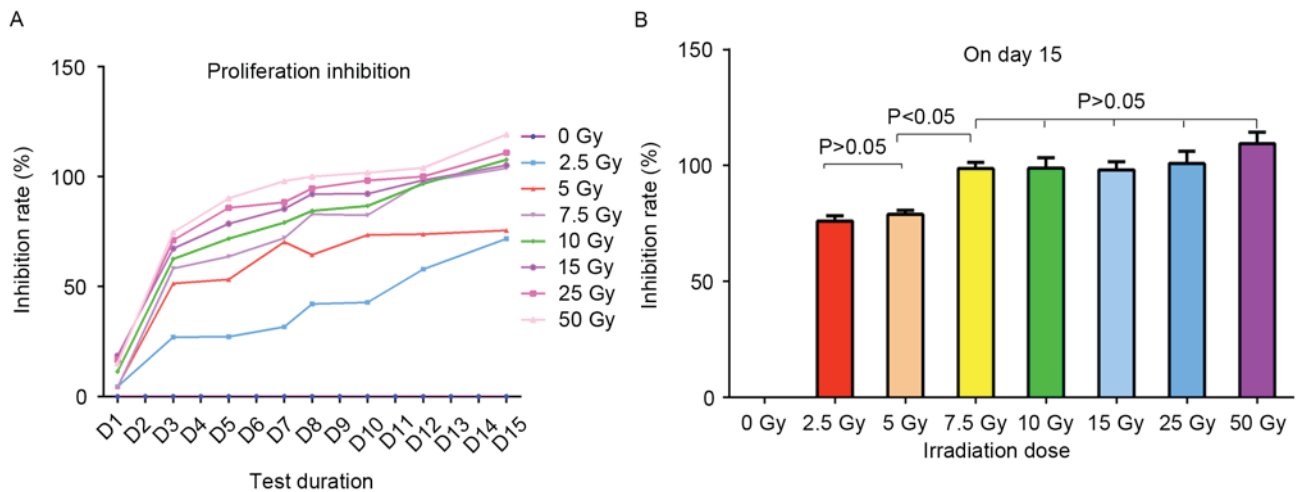 A
Proliferation inhibition
150
100
50
0
Inhibition rate (%)
D1
D2
D3
D4
D5
D7
D8
D9
D10
D11
D12
D13
D14
D15
Test duration
0 Gy
2.5 Gy
5 Gy
7.5 Gy
10 Gy
15 Gy
25 Gy
50 Gy
B
On day 15
150
100
50
0
Inhibition rate (%)
P>0.05
P<0.05
P>0.05
0 Gy
2.5 Gy
5 Gy
7.5 Gy
10 Gy
15 Gy
25 Gy
50 Gy
Irradiation dose